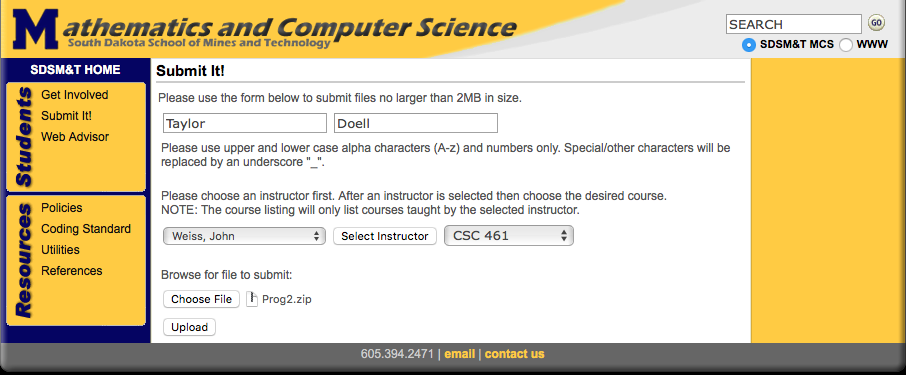 Mathematics and Computer Science
South Dakota School of Mines and Technology
SEARCH
GO
SDSM&T MCS WWW
SDSM&T HOME
Students
Get Involved
Submit It!
Web Advisor
Resources
Policies
Coding Standard
Utilities
References
Submit It!
Please use the form below to submit files no larger than 2MB in size.
Taylor Doell
Please use upper and lower case alpha characters (A-z) and numbers only. Special/other characters will be
replaced by an underscore "_".
Please choose an instructor first. After an instructor is selected then choose the desired course.
NOTE: The course listing will only list courses taught by the selected instructor.
Weiss, John Select Instructor CSC 461
Browse for file to submit:
Choose File Prog2.zip
Upload
605.394.2471 | email | contact us